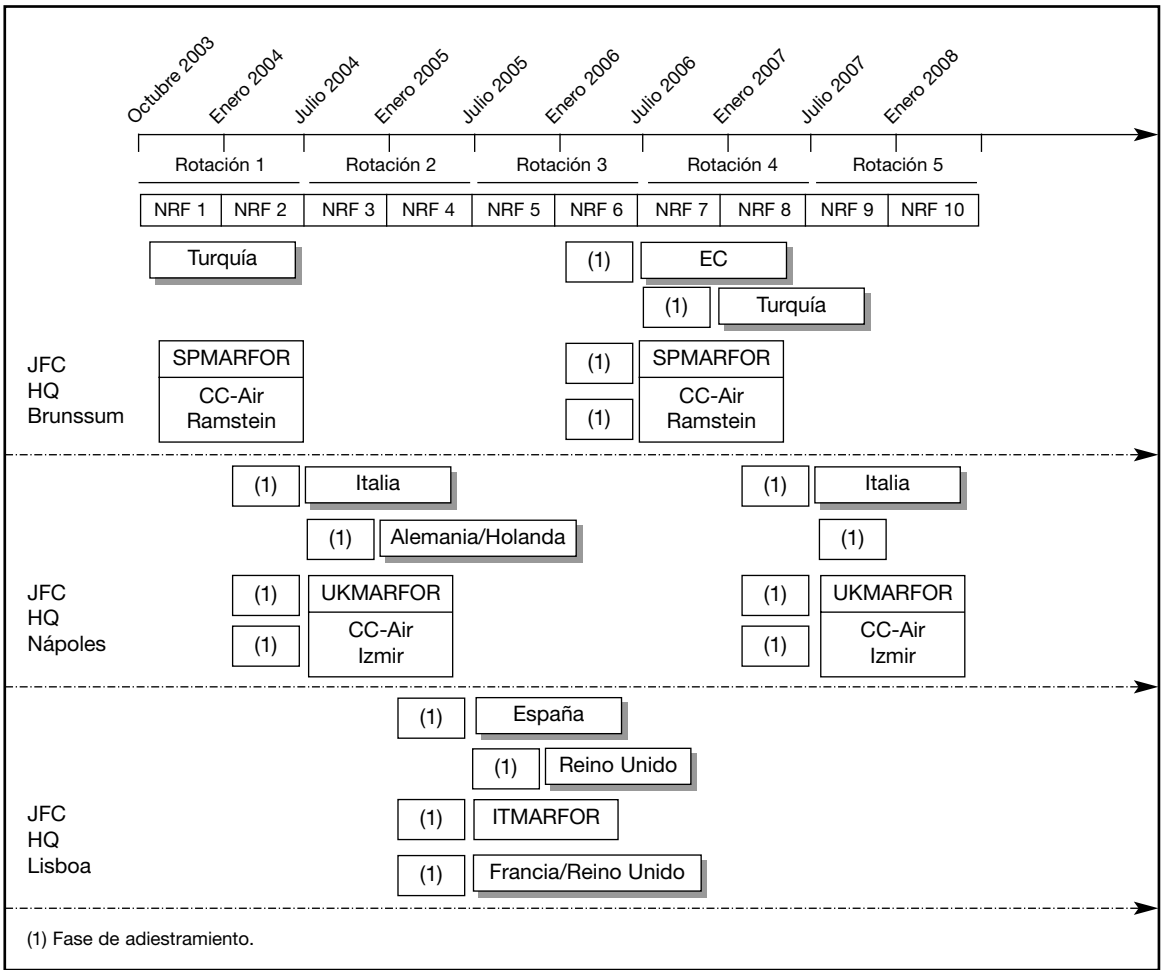 Octubre 2003
Enero 2004
Julio 2004
Enero 2005
Julio 2005
Enero 2006
Julio 2006
Enero 2007
Julio 2007
Enero 2008
Rotación 1
Rotación 2
Rotación 3
Rotación 4
Rotación 5
NRF 1
NRF 2
NRF 3
NRF 4
NRF 5
NRF 6
NRF 7
NRF 8
NRF 9
NRF 10
JFC
HQ
Brunssum
Turquía
(1)
EC
(1)
Turquía
SPMARFOR
(1)
SPMARFOR
CC-Air
Ramstein
(1)
CC-Air
Ramstein
JFC
HQ
Nápoles
(1)
Italia
(1)
Italia
(1)
Alemania/Holanda
(1)
(1)
UKMARFOR
(1)
UKMARFOR
(1)
CC-Air
Izmir
(1)
CC-Air
Izmir
JFC
HQ
Lisboa
(1)
España
(1)
Reino Unido
(1)
ITMARFOR
(1)
Francia/Reino Unido
(1) Fase de adiestramiento.